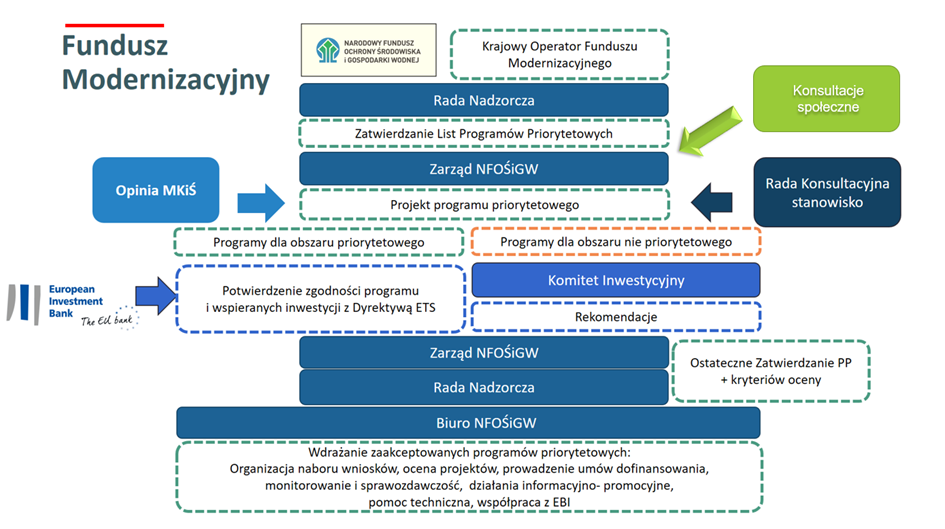 Fundusz
Modernizacyjny
NARODOWY FUNDUSZ
OCHRONY ŚRODOWISKA
i GOSPODARKI WODNEJ
Krajowy Operator Funduszu
Modernizacyjnego
Rada Nadzorcza
Konsultacje
społeczne
Zatwierdzanie List Programów Priorytetowych
Zarząd NFOŚiGW
Opinia MKiŚ
Projekt programu priorytetowego
Rada Konsultacyjna
stanowisko
Programy dla obszaru priorytetowego
Programy dla obszaru nie priorytetowego
European
Investment
Bank
The EU bank
Potwierdzenie zgodności programu
i wspieranych inwestycji z Dyrektywą ETS
Komitet Inwestycyjny
Rekomendacje
Zarząd NFOŚiGW
Ostateczne Zatwierdzanie PP
+ kryteriów oceny
Rada Nadzorcza
Biuro NFOŚiGW
Wdrażanie zaakceptowanych programów priorytetowych:
Organizacja naboru wniosków, ocena projektów, prowadzenie umów dofinansowania,
monitorowanie i sprawozdawczość, działania informacyjno- promocyjne,
pomoc techniczna, współpraca z EBI